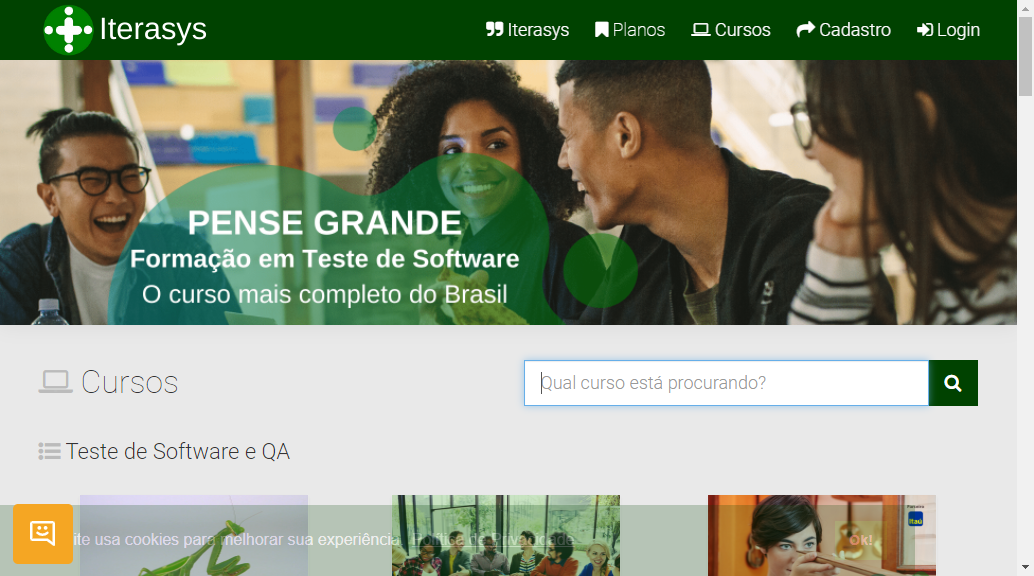 Iterasys
Iterasys
Planos
Cursos
Cadastro
Login
PENSE GRANDE
Formação em Teste de Software
O curso mais completo do Brasil
Cursos
Qual curso está procurando?
Teste de Software e QA
ite usa cookies para melhorar sua experiência. Política de Privacidade
Ok!
Itaú